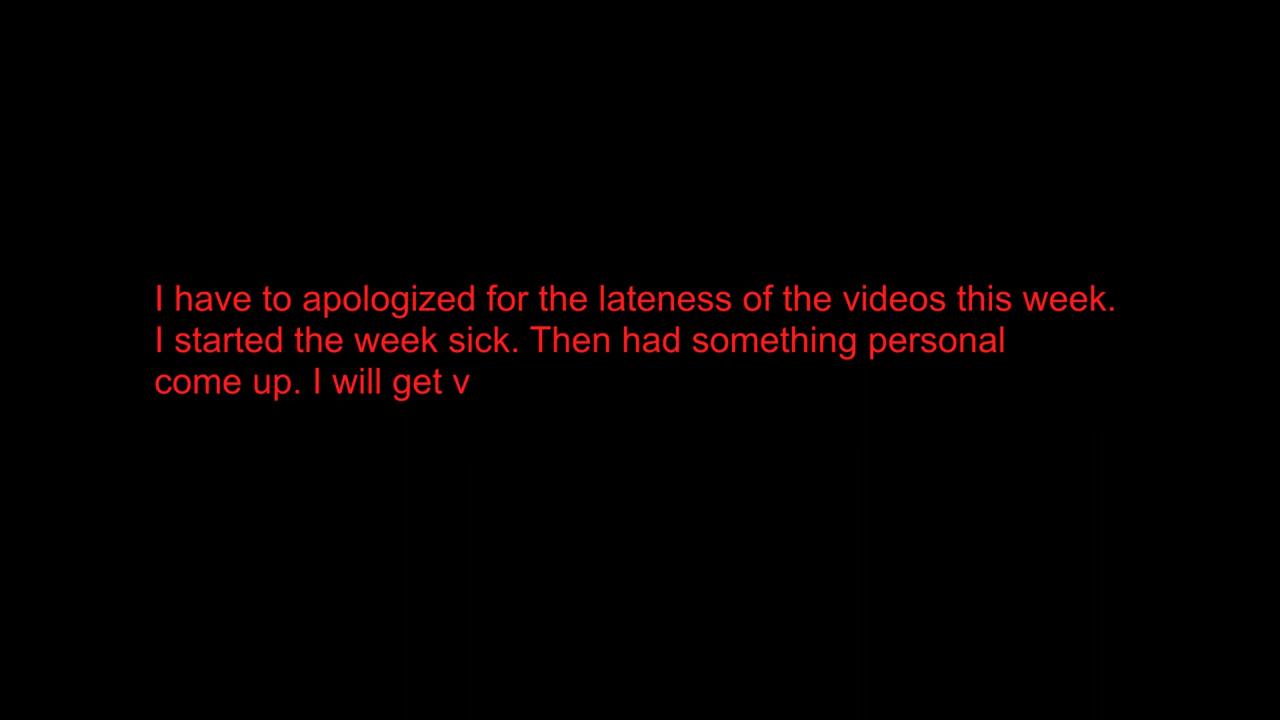 I have to apologized for the lateness of the videos this week.
I started the week sick. Then had something personal
come up. I will get v